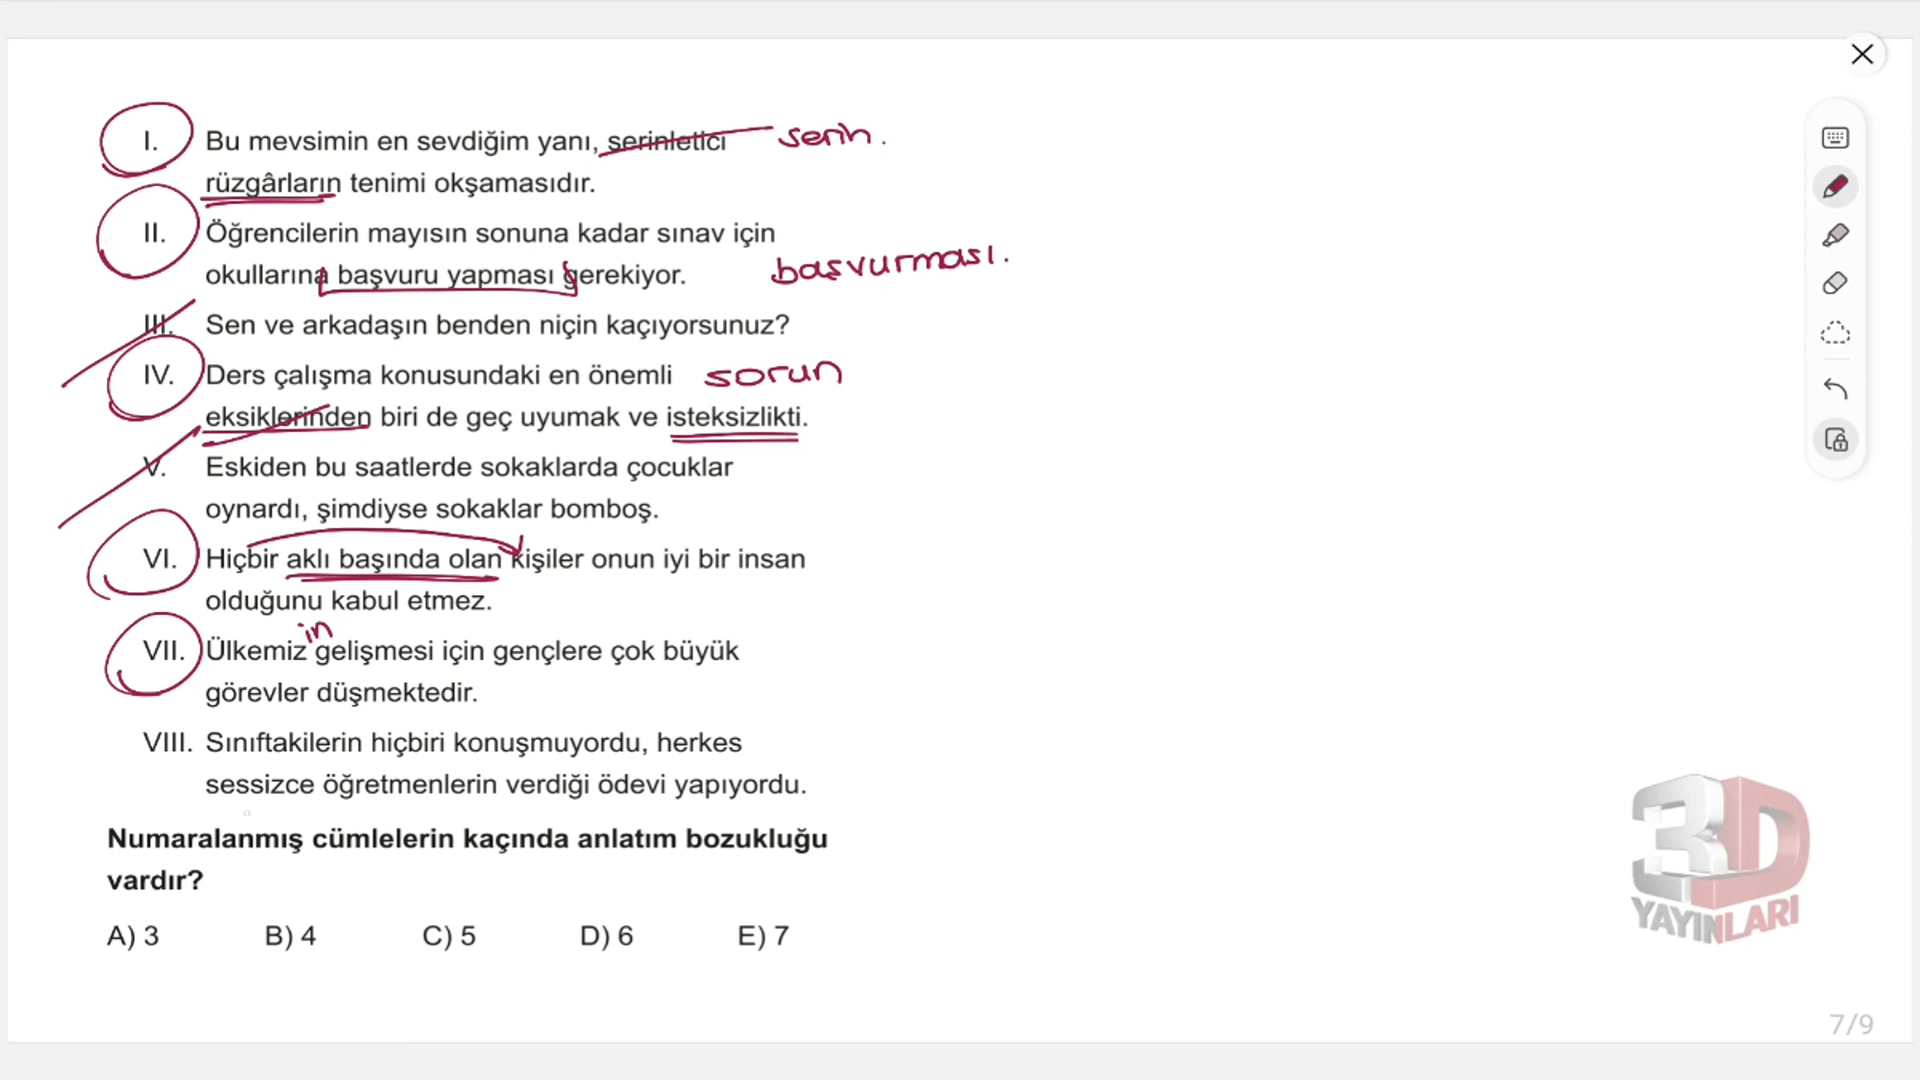 I. Bu mevsimin en sevdiğim yanı, serinletici serin.
rüzgârların tenimi okşamasıdır.
II. Öğrencilerin mayısın sonuna kadar sınav için
okullarına başvuru yapması gerekiyor. başvurması.
III. Sen ve arkadaşın benden niçin kaçıyorsunuz?
IV. Ders çalışma konusundaki en önemli sorun
eksiklerinden biri de geç uyumak ve isteksizlikti.
V. Eskiden bu saatlerde sokaklarda çocuklar
oynardı, şimdiyse sokaklar bomboş.
VI. Hiçbir aklı başında olan kişiler onun iyi bir insan
olduğunu kabul etmez.
in
VII. Ülkemiz gelişmesi için gençlere çok büyük
görevler düşmektedir.
VIII. Sınıftakilerin hiçbiri konuşmuyordu, herkes
sessizce öğretmenlerin verdiği ödevi yapıyordu.
Numaralanmış cümlelerin kaçında anlatım bozukluğu
vardır?
A) 3 B) 4 C) 5 D) 6 E) 7
3D
YAYINLARI
7/9